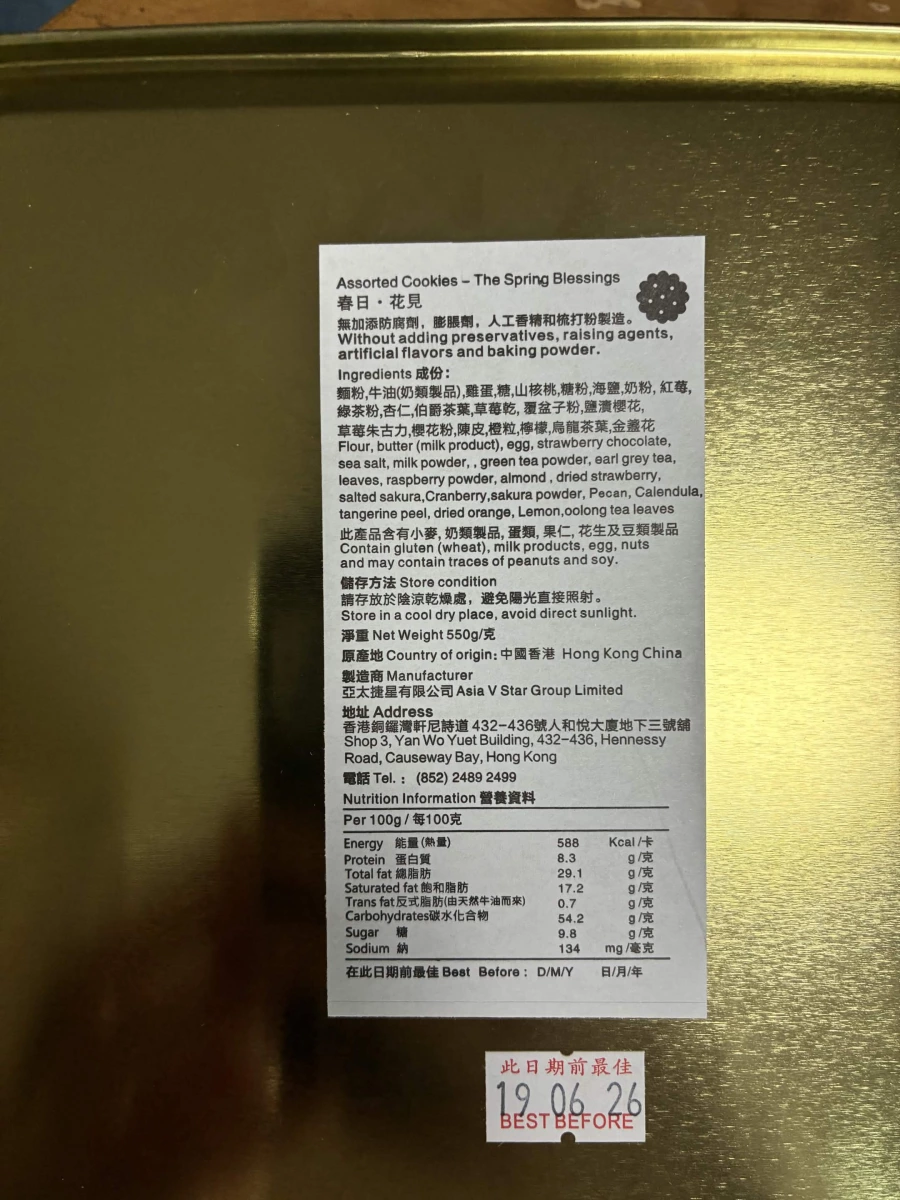 Assorted Cookies – The Spring Blessings
春日·花見
無加添防腐劑，膨脹劑，人工香精和梳打粉製造。
Without adding preservatives, raising agents,
artificial flavors and baking powder.
Ingredients 成份：
麵粉,牛油(奶類製品),雞蛋,糖,山核桃,糖粉,海鹽,奶粉, 紅莓,
綠茶粉,杏仁,伯爵茶葉,草莓乾, 覆盆子粉,鹽漬櫻花,
草莓朱古力,櫻花粉,陳皮,橙粒,檸檬,烏龍茶葉,金盞花
Flour, butter (milk product), egg, strawberry chocolate,
sea salt, milk powder, , green tea powder, earl grey tea,
leaves, raspberry powder, almond , dried strawberry,
salted sakura,Cranberry,sakura powder, Pecan, Calendula,
tangerine peel, dried orange, Lemon,oolong tea leaves
此產品含有小麥, 奶類製品, 蛋類, 果仁, 花生及豆類製品
Contain gluten (wheat), milk products, egg, nuts
and may contain traces of peanuts and soy.
儲存方法 Store condition
請存放於陰涼乾燥處，避免陽光直接照射。
Store in a cool dry place, avoid direct sunlight.
淨重 Net Weight 550g/克
原產地 Country of origin: 中國香港 Hong Kong China
製造商 Manufacturer
亞太捷星有限公司 Asia V Star Group Limited
地址 Address
香港銅鑼灣軒尼詩道 432-436號人和悅大廈地下三號舖
Shop 3, Yan Wo Yuet Building, 432-436, Hennessy
Road, Causeway Bay, Hong Kong
電話 Tel. : (852) 2489 2499
Nutrition Information 營養資料
Per 100g / 每100克
Energy 能量(熱量) 588 Kcal /卡
Protein 蛋白質 8.3 g /克
Total fat 總脂肪 29.1 g /克
Saturated fat 飽和脂肪 17.2 g /克
Trans fat 反式脂肪(由天然牛油而來) 0.7 g /克
Carbohydrates碳水化合物 54.2 g /克
Sugar 糖 9.8 g /克
Sodium 納 134 mg /毫克
在此日期前最佳 Best Before : D/M/Y 日/月/年
此日期前最佳
19 06 26
BEST BEFORE